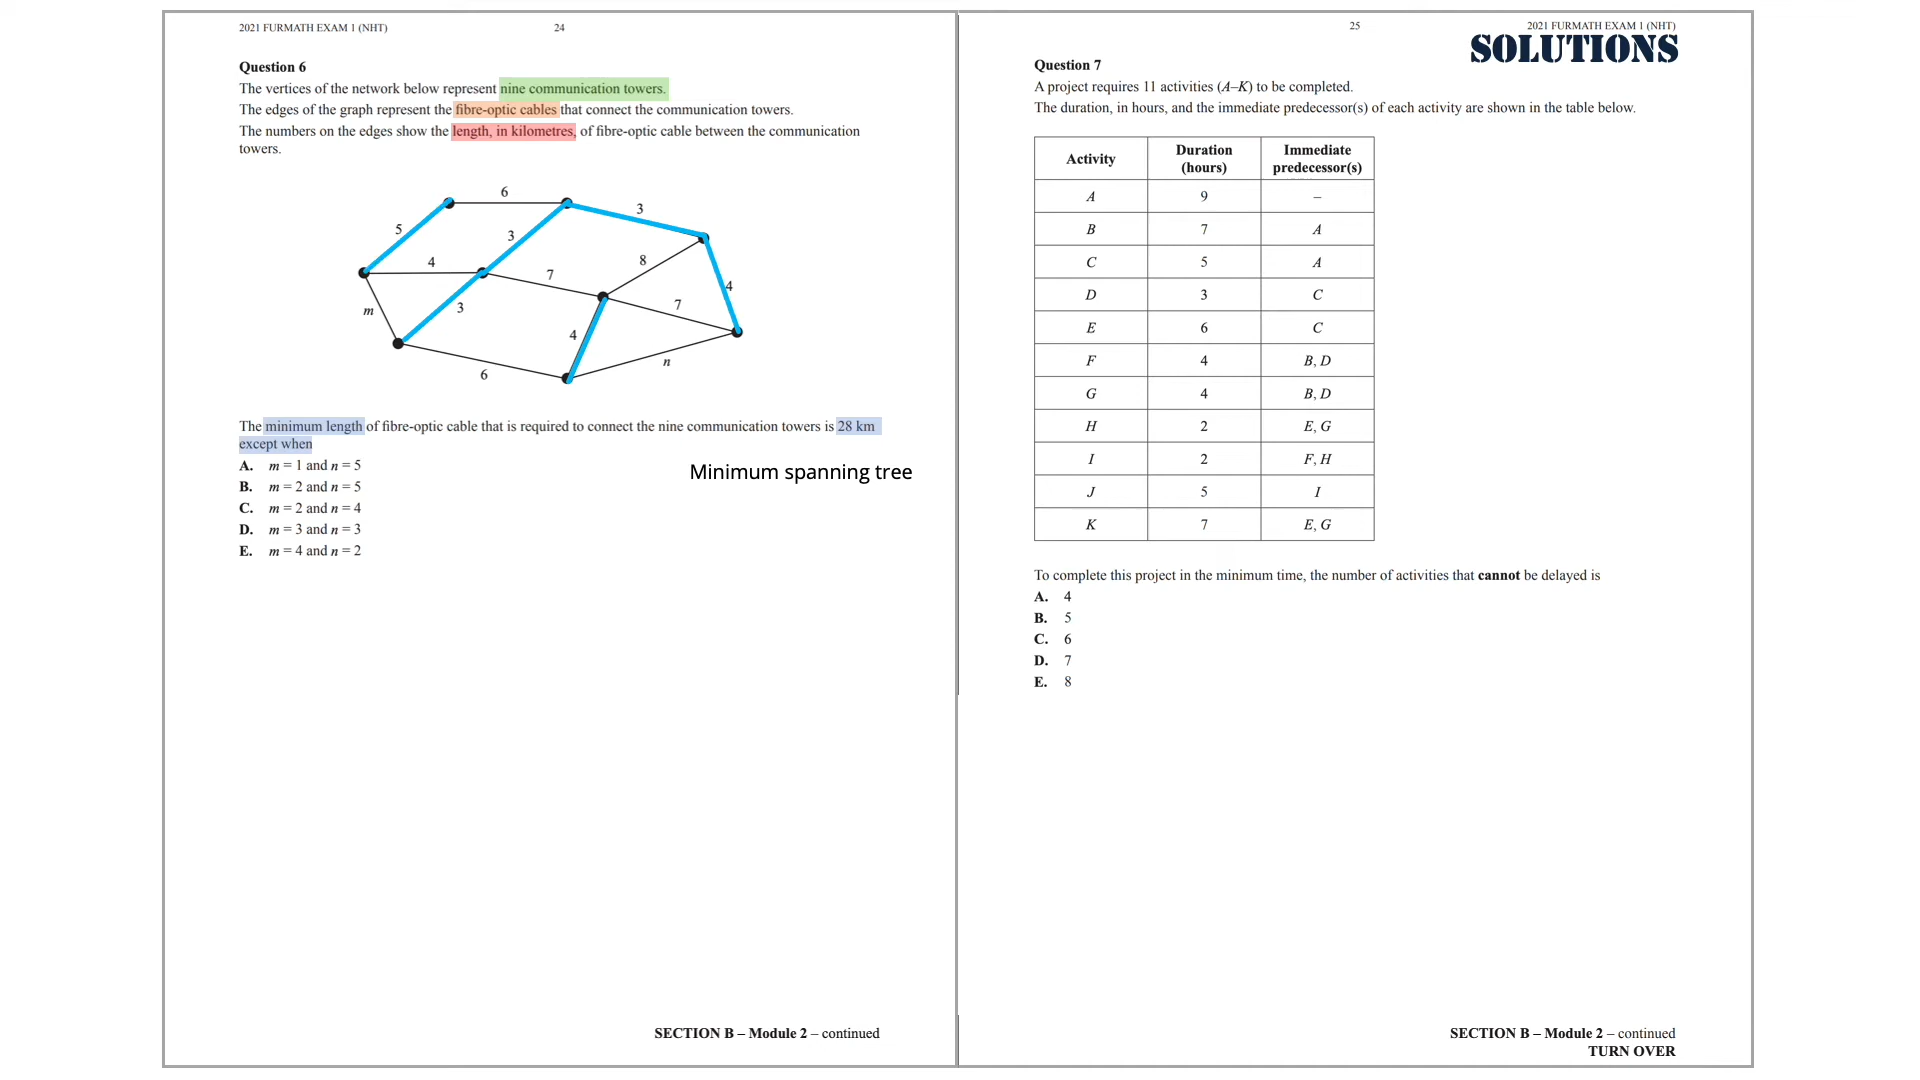 2021 FURMATH EXAM 1 (NHT)
24
Question 6
The vertices of the network below represent nine communication towers.
The edges of the graph represent the fibre-optic cables that connect the communication towers.
The numbers on the edges show the length, in kilometres, of fibre-optic cable between the communication
towers.
6
3
5
3
4
8
7
4
m
3
7
4
n
6
The minimum length of fibre-optic cable that is required to connect the nine communication towers is 28 km
except when
A. m = 1 and n = 5
B. m = 2 and n = 5
C. m = 2 and n = 4
D. m = 3 and n = 3
E. m = 4 and n = 2
Minimum spanning tree
SECTION B – Module 2 – continued
25
2021 FURMATH EXAM 1 (NHT)
SOLUTIONS
Question 7
A project requires 11 activities (A–K) to be completed.
The duration, in hours, and the immediate predecessor(s) of each activity are shown in the table below.
Activity Duration (hours) Immediate predecessor(s)
A 9 –
B 7 A
C 5 A
D 3 C
E 6 C
F 4 B, D
G 4 B, D
H 2 E, G
I 2 F, H
J 5 I
K 7 E, G
To complete this project in the minimum time, the number of activities that cannot be delayed is
A. 4
B. 5
C. 6
D. 7
E. 8
SECTION B – Module 2 – continued
TURN OVER